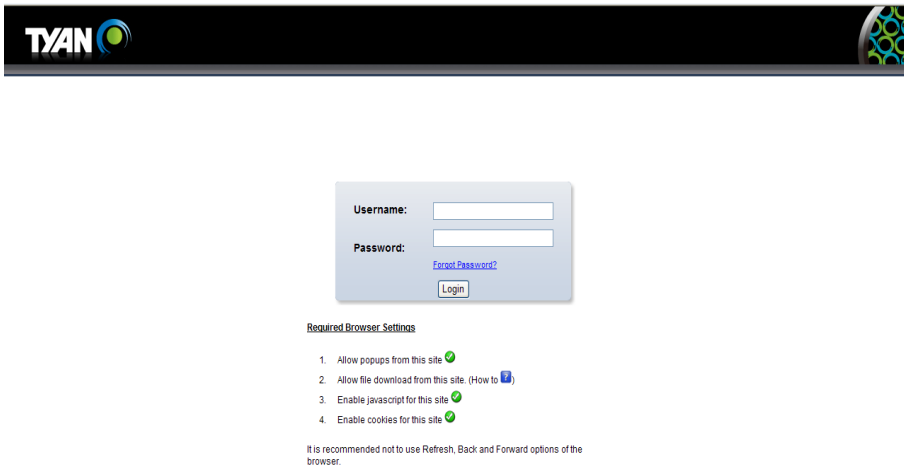 TYAN
Username:
Password:
Forgot Password?
Login
Required Browser Settings
1. Allow popups from this site
2. Allow file download from this site. (How to ?)
3. Enable javascript for this site
4. Enable cookies for this site
It is recommended not to use Refresh, Back and Forward options of the
browser.